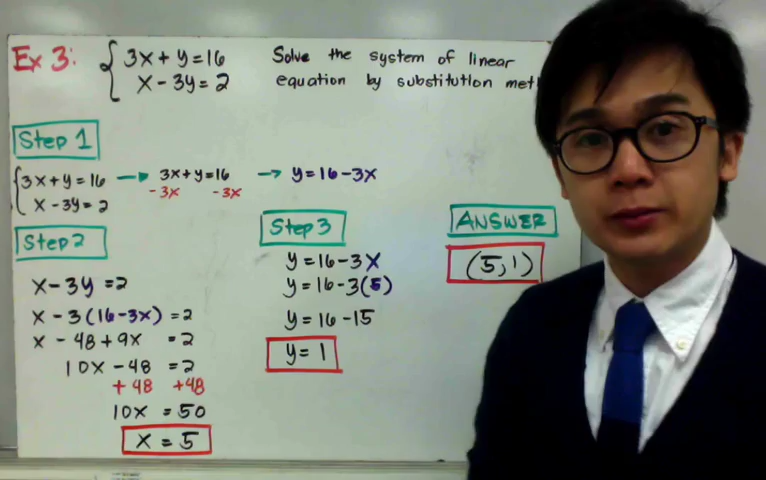 Ex 3: { 3x + y = 16 Solve the system of linear
x - 3y = 2 equation by substitution
Step 1
{ 3x + y = 16 → 3x + y = 16 → y = 16 - 3x
-3x -3x
x - 3y = 2
Step 2
x - 3y = 2
x - 3(16 - 3x) = 2
x - 48 + 9x = 2
10x - 48 = 2
+ 48 + 48
10x = 50
x = 5
Step 3
y = 16 - 3x
y = 16 - 3(5)
y = 16 - 15
y = 1
ANSWER
(5, 1)